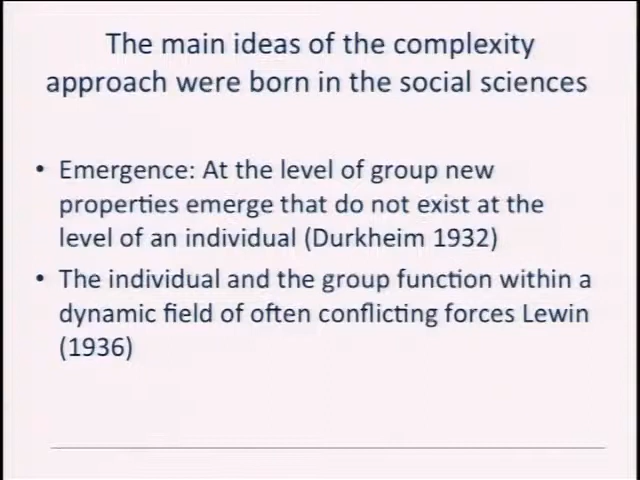 The main ideas of the complexity
approach were born in the social sciences
• Emergence: At the level of group new
properties emerge that do not exist at the
level of an individual (Durkheim 1932)
• The individual and the group function within a
dynamic field of often conflicting forces Lewin
(1936)